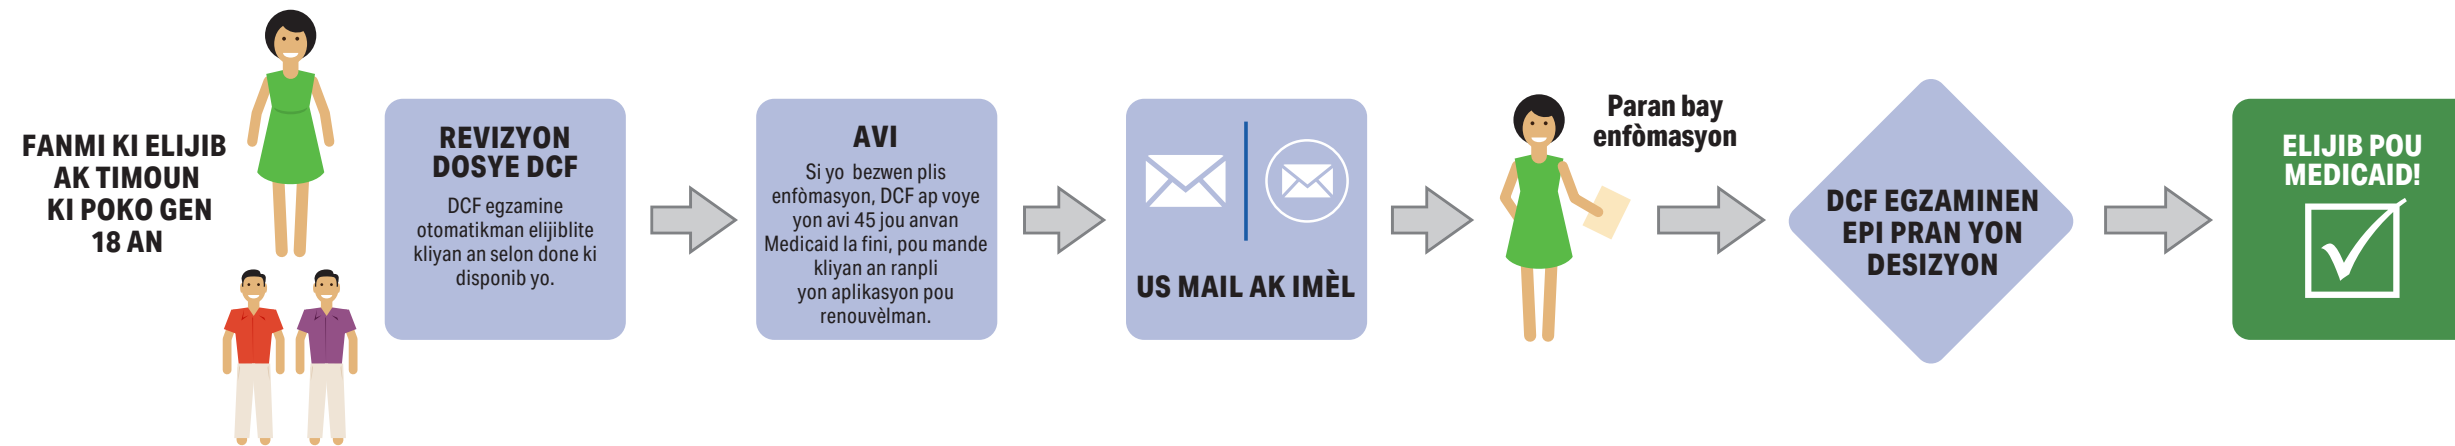 FANMI KI ELIJIB
AK TIMOUN
KI POKO GEN
18 AN
REVIZYON
DOSYE DCF
DCF egzamine
otomatikman elijiblite
kliyan an selon done ki
disponib yo.
AVI
Si yo bezwen plis
enfòmasyon, DCF ap voye
yon avi 45 jou anvan
Medicaid la fini, pou mande
kliyan an ranpli
yon aplikasyon pou
renouvèlman.
US MAIL AK IMÈL
Paran bay
enfòmasyon
DCF EGZAMINEN
EPI PRAN YON
DESIZYON
ELIJIB POU
MEDICAID!